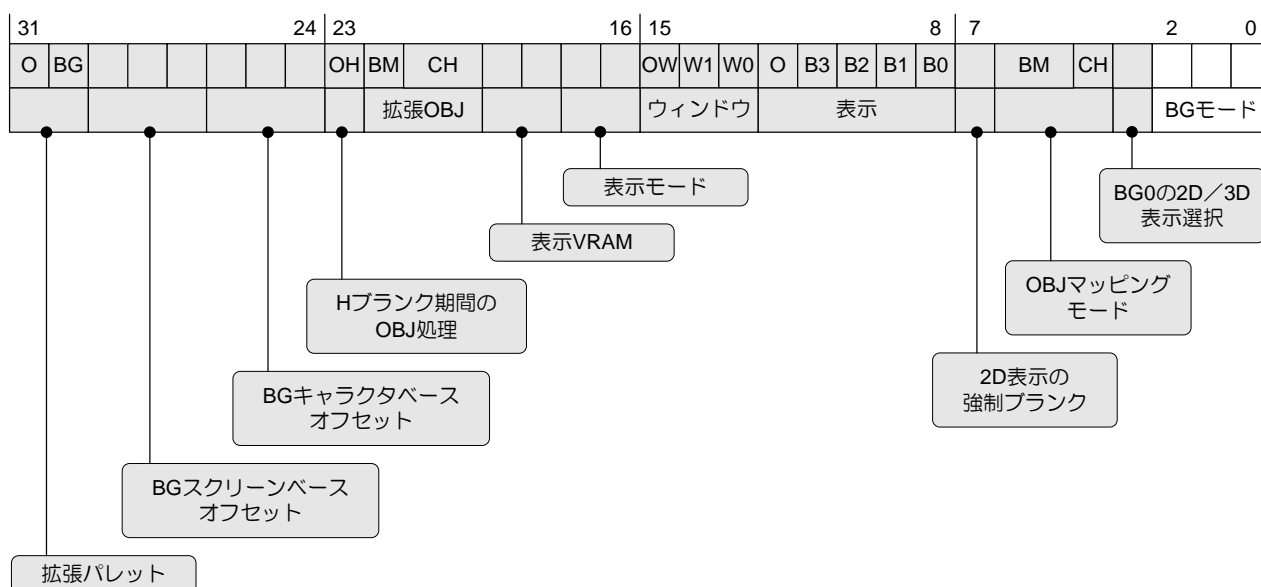 31 24 23 16 15 8 7 2 0
O BG OH BM CH OW W1 W0 O B3 B2 B1 B0 BM CH
拡張OBJ ウィンドウ 表示 BGモード
表示モード
BG0の2D／3D
表示選択
表示VRAM
OBJマッピング
モード
Hブランク期間の
OBJ処理
2D表示の
強制ブランク
BGキャラクタベース
オフセット
BGスクリーンベース
オフセット
拡張パレット